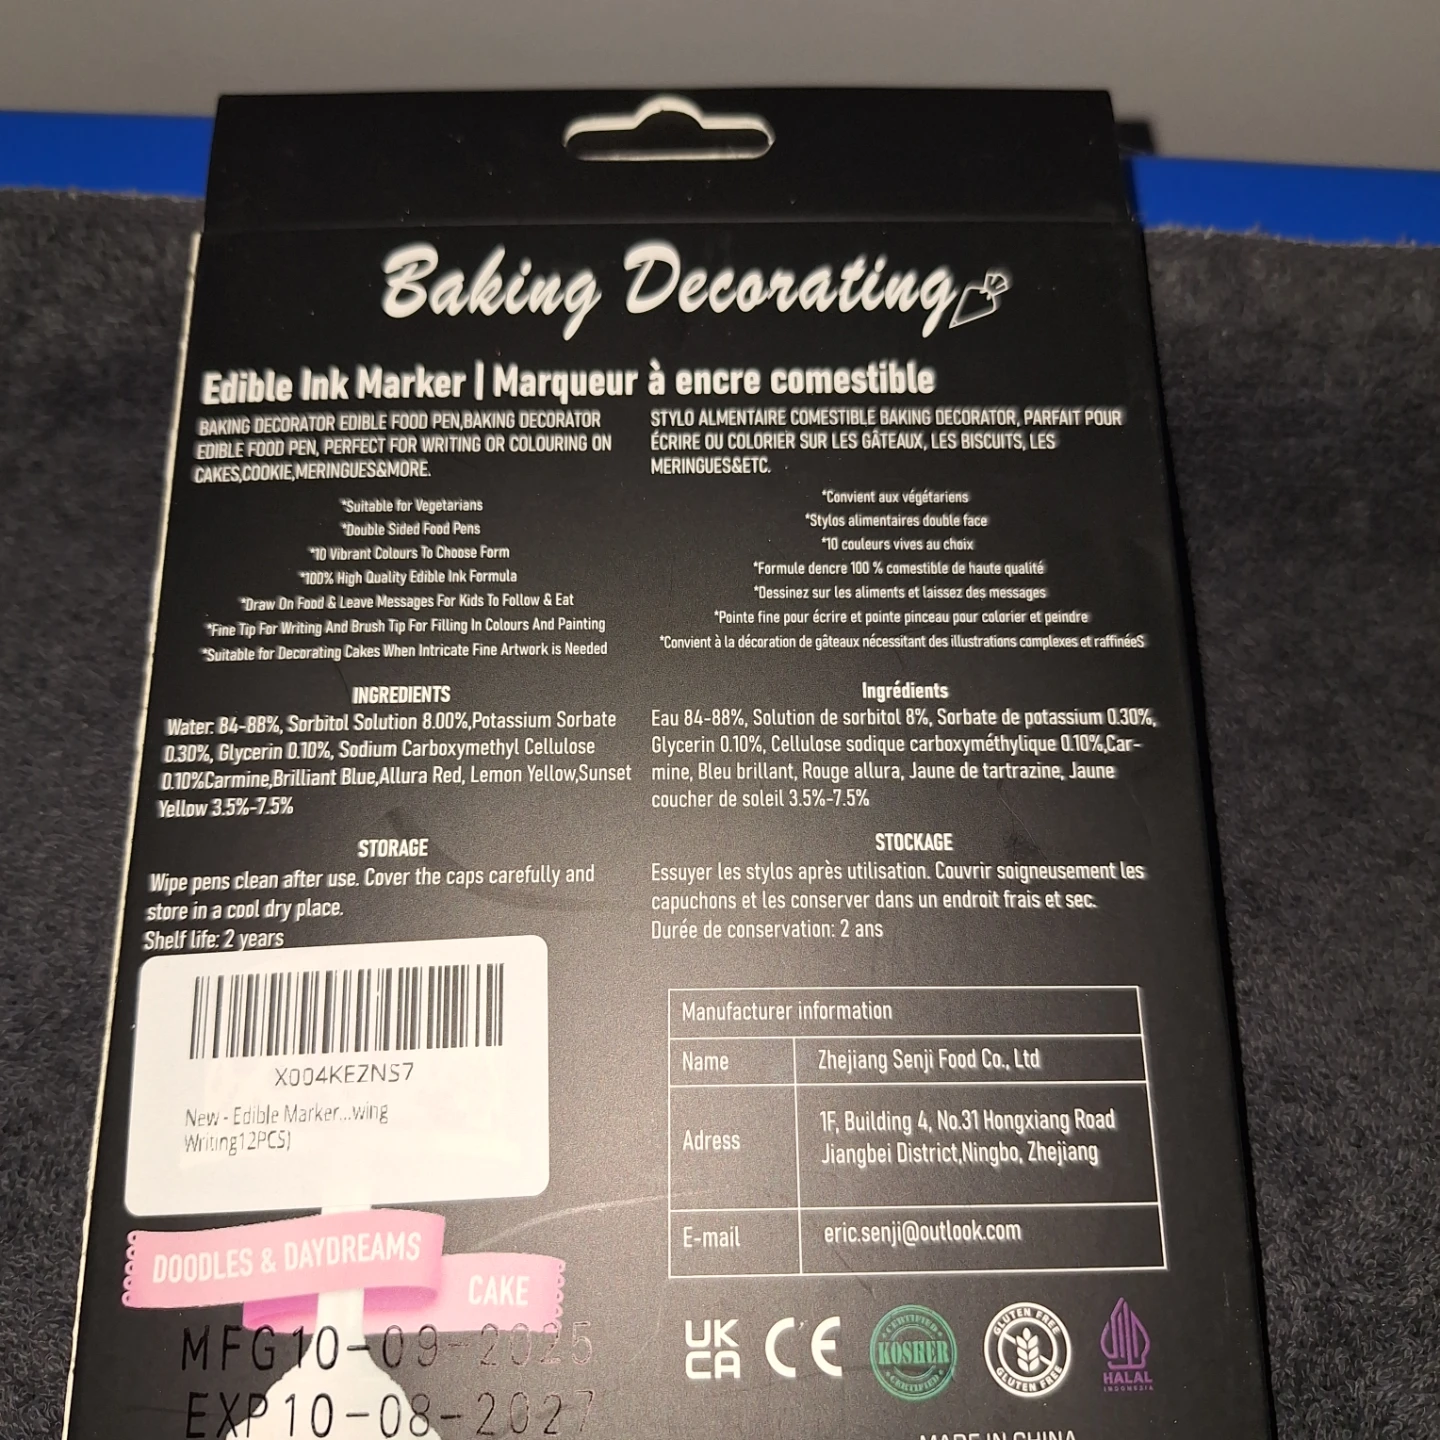 Baking Decorating
Edible Ink Marker | Marqueur à encre comestible
BAKING DECORATOR EDIBLE FOOD PEN,BAKING DECORATOR
EDIBLE FOOD PEN, PERFECT FOR WRITING OR COLOURING ON
CAKES,COOKIE,MERINGUES&MORE.
*Suitable for Vegetarians
*Double Sided Food Pens
*10 Vibrant Colours To Choose Form
*100% High Quality Edible Ink Formula
*Draw On Food & Leave Messages For Kids To Follow & Eat
*Fine Tip For Writing And Brush Tip For Filling In Colours And Painting
*Suitable for Decorating Cakes When Intricate Fine Artwork is Needed
INGREDIENTS
Water: 84-88%, Sorbitol Solution 8.00%,Potassium Sorbate
0.30%, Glycerin 0.10%, Sodium Carboxymethyl Cellulose
0.10%Carmine,Brilliant Blue,Allura Red, Lemon Yellow,Sunset
Yellow 3.5%-7.5%
STORAGE
Wipe pens clean after use. Cover the caps carefully and
store in a cool dry place.
Shelf life: 2 years
STYLO ALMENTAIRE COMESTIBLE BAKING DECORATOR, PARFAIT POUR
ÉCRIRE OU COLORIER SUR LES GÂTEAUX, LES BISCUITS, LES
MERINGUES&ETC.
*Convient aux végétariens
*Stylos alimentaires double face
*10 couleurs vives au choix
*Formule dencre 100 % comestible de haute qualité
*Dessinez sur les aliments et laissez des messages
*Pointe fine pour écrire et pointe pinceau pour colorier et peindre
*Convient à la décoration de gâteaux nécessitant des illustrations complexes et raffinéeS
Ingrédients
Eau 84-88%, Solution de sorbitol 8%, Sorbate de potassium 0.30%,
Glycerin 0.10%, Cellulose sodique carboxyméthylique 0.10%,Car-
mine, Bleu brillant, Rouge allura, Jaune de tartrazine, Jaune
coucher de soleil 3.5%-7.5%
STOCKAGE
Essuyer les stylos après utilisation. Couvrir soigneusement les
capuchons et les conserver dans un endroit frais et sec.
Durée de conservation: 2 ans
X004KEZNS7
New - Edible Marker...wing
Writing12PCS)
DOODLES & DAYDREAMS
CAKE
MFG10-09-2025
EXP10-08-2027
Manufacturer information
Name Zhejiang Senji Food Co., Ltd
Adress 1F, Building 4, No.31 Hongxiang Road
Jiangbei District,Ningbo, Zhejiang
E-mail eric.senji@outlook.com
UK
CA
CE
CERTIFIED
KOSHER
CERTIFIED
GLUTEN FREE
GLUTEN FREE
HALAL
INDONESIA
MADE IN CHINA